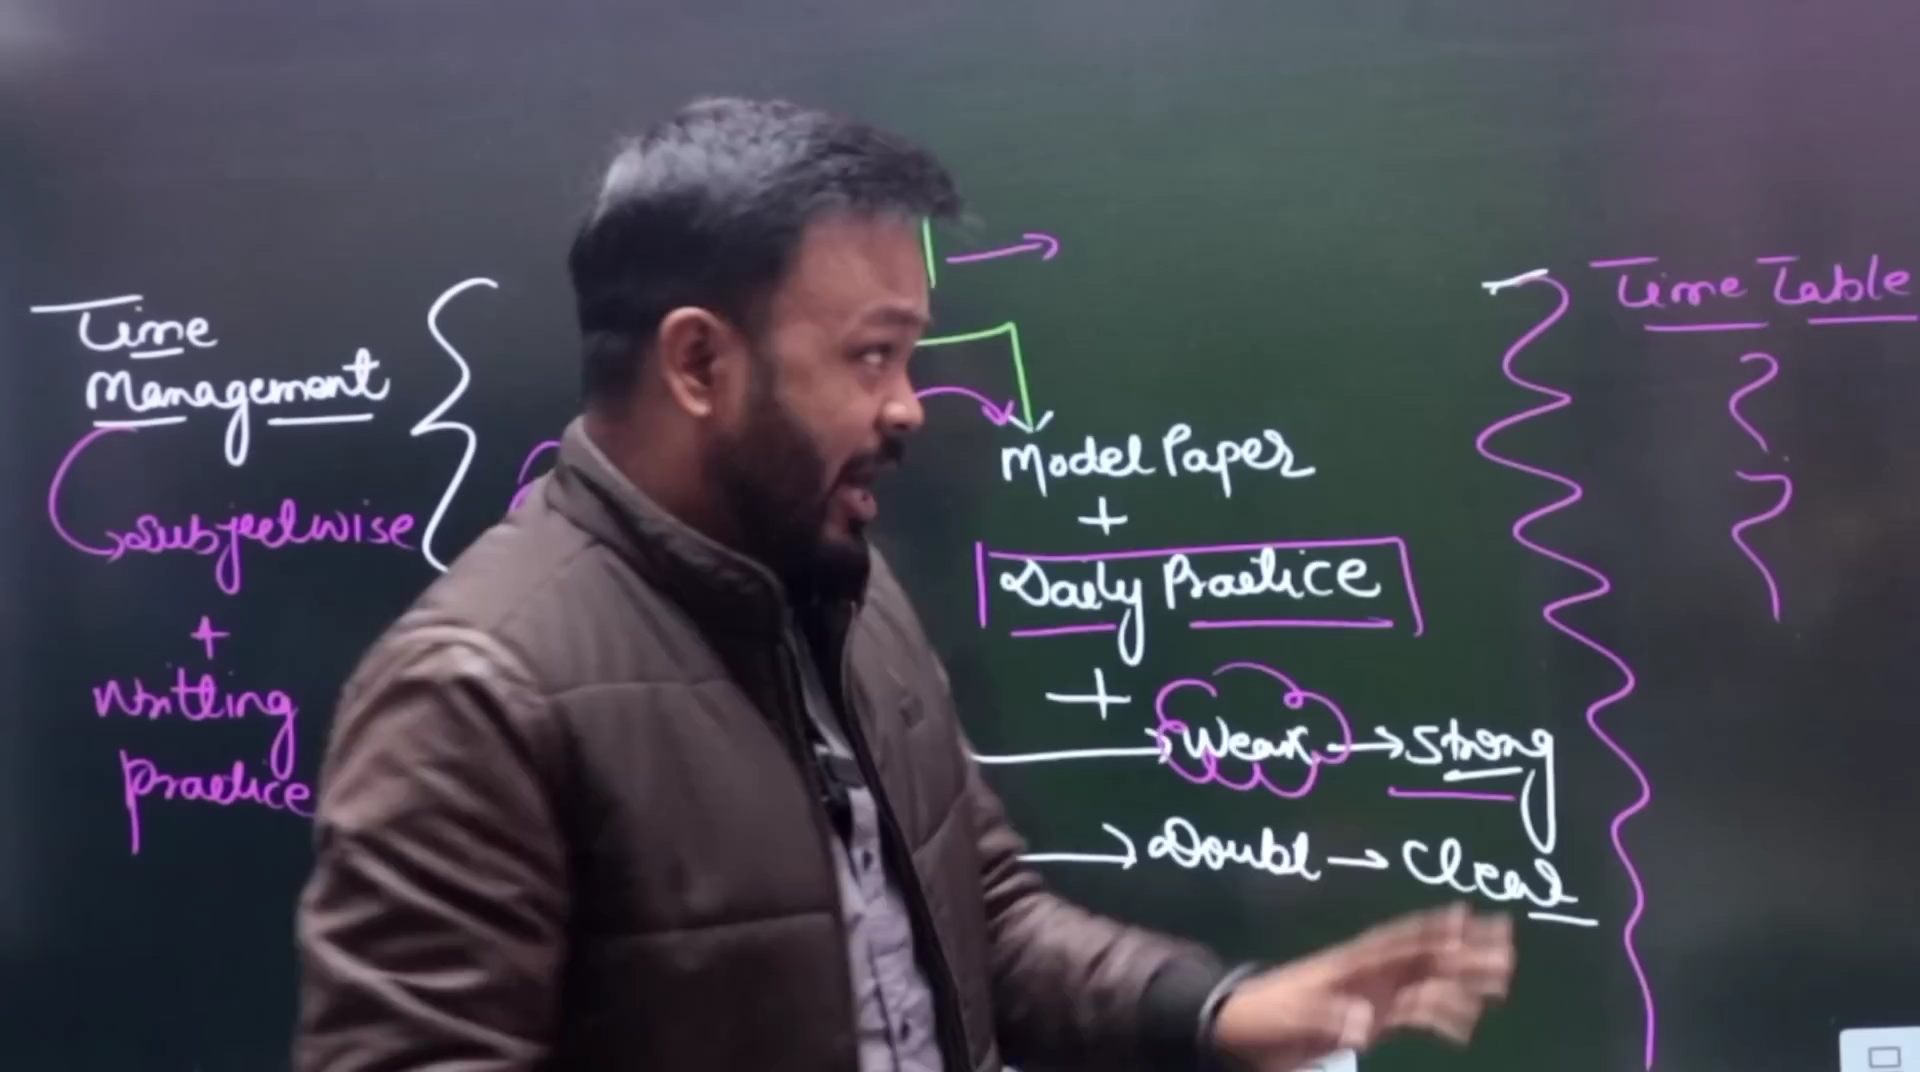 Time
Management
Subjectwise
+
Writing
Practice
Model Paper
+
Daily Practice
+
Weak → Strong
→ Doubt → Clear
Time Table